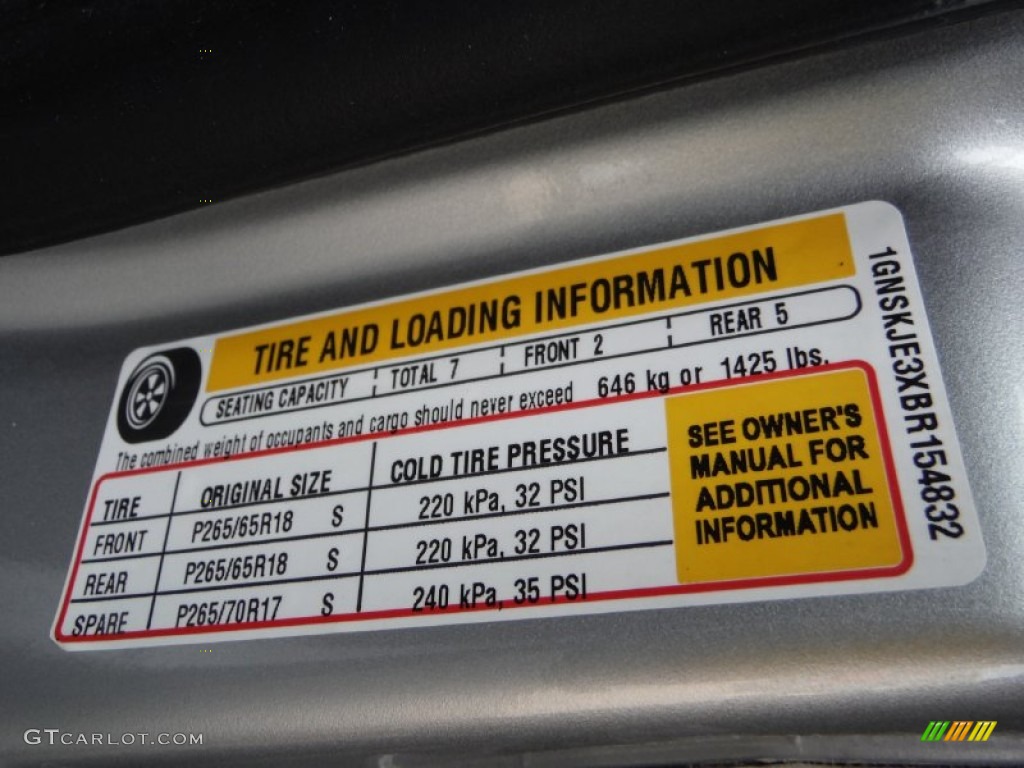 TIRE AND LOADING INFORMATION
SEATING CAPACITY TOTAL 7 FRONT 2 REAR 5
The combined weight of occupants and cargo should never exceed 646 kg or 1425 lbs.
TIRE ORIGINAL SIZE COLD TIRE PRESSURE
FRONT P265/65R18 S 220 kPa, 32 PSI
REAR P265/65R18 S 220 kPa, 32 PSI
SPARE P265/70R17 S 240 kPa, 35 PSI
SEE OWNER'S
MANUAL FOR
ADDITIONAL
INFORMATION
1GNSKJE3XBR154832
GTCARLOT.COM